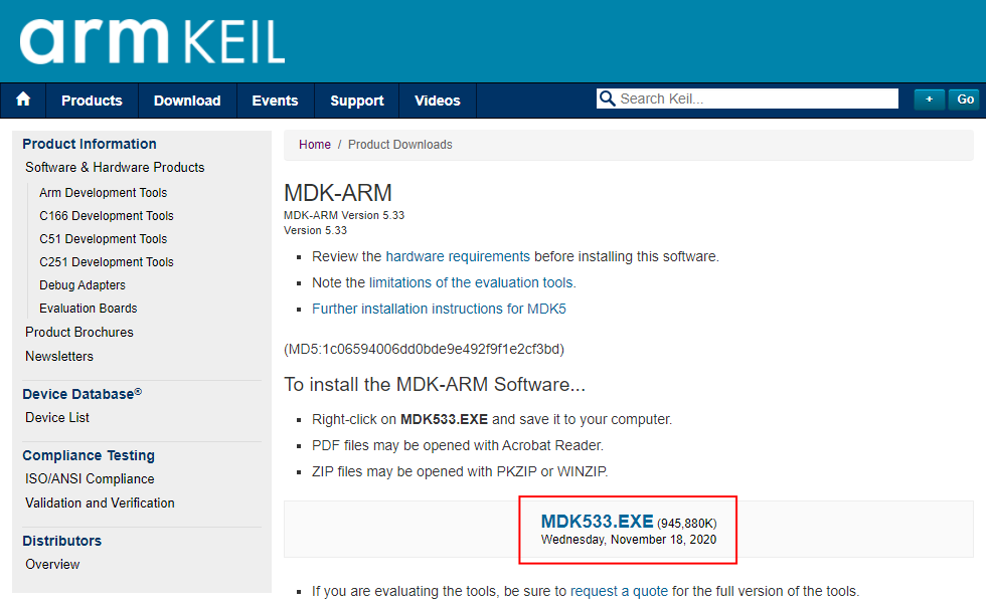 arm KEIL
Products Download Events Support Videos Search Keil... + Go
Product Information
Software & Hardware Products
Arm Development Tools
C166 Development Tools
C51 Development Tools
C251 Development Tools
Debug Adapters
Evaluation Boards
Product Brochures
Newsletters
Device Database®
Device List
Compliance Testing
ISO/ANSI Compliance
Validation and Verification
Distributors
Overview
Home / Product Downloads
MDK-ARM
MDK-ARM Version 5.33
Version 5.33
Review the hardware requirements before installing this software.
Note the limitations of the evaluation tools.
Further installation instructions for MDK5
(MD5:1c06594006dd0bde9e492f9f1e2cf3bd)
To install the MDK-ARM Software...
Right-click on MDK533.EXE and save it to your computer.
PDF files may be opened with Acrobat Reader.
ZIP files may be opened with PKZIP or WINZIP.
MDK533.EXE (945,880K)
Wednesday, November 18, 2020
If you are evaluating the tools, be sure to request a quote for the full version of the tools.